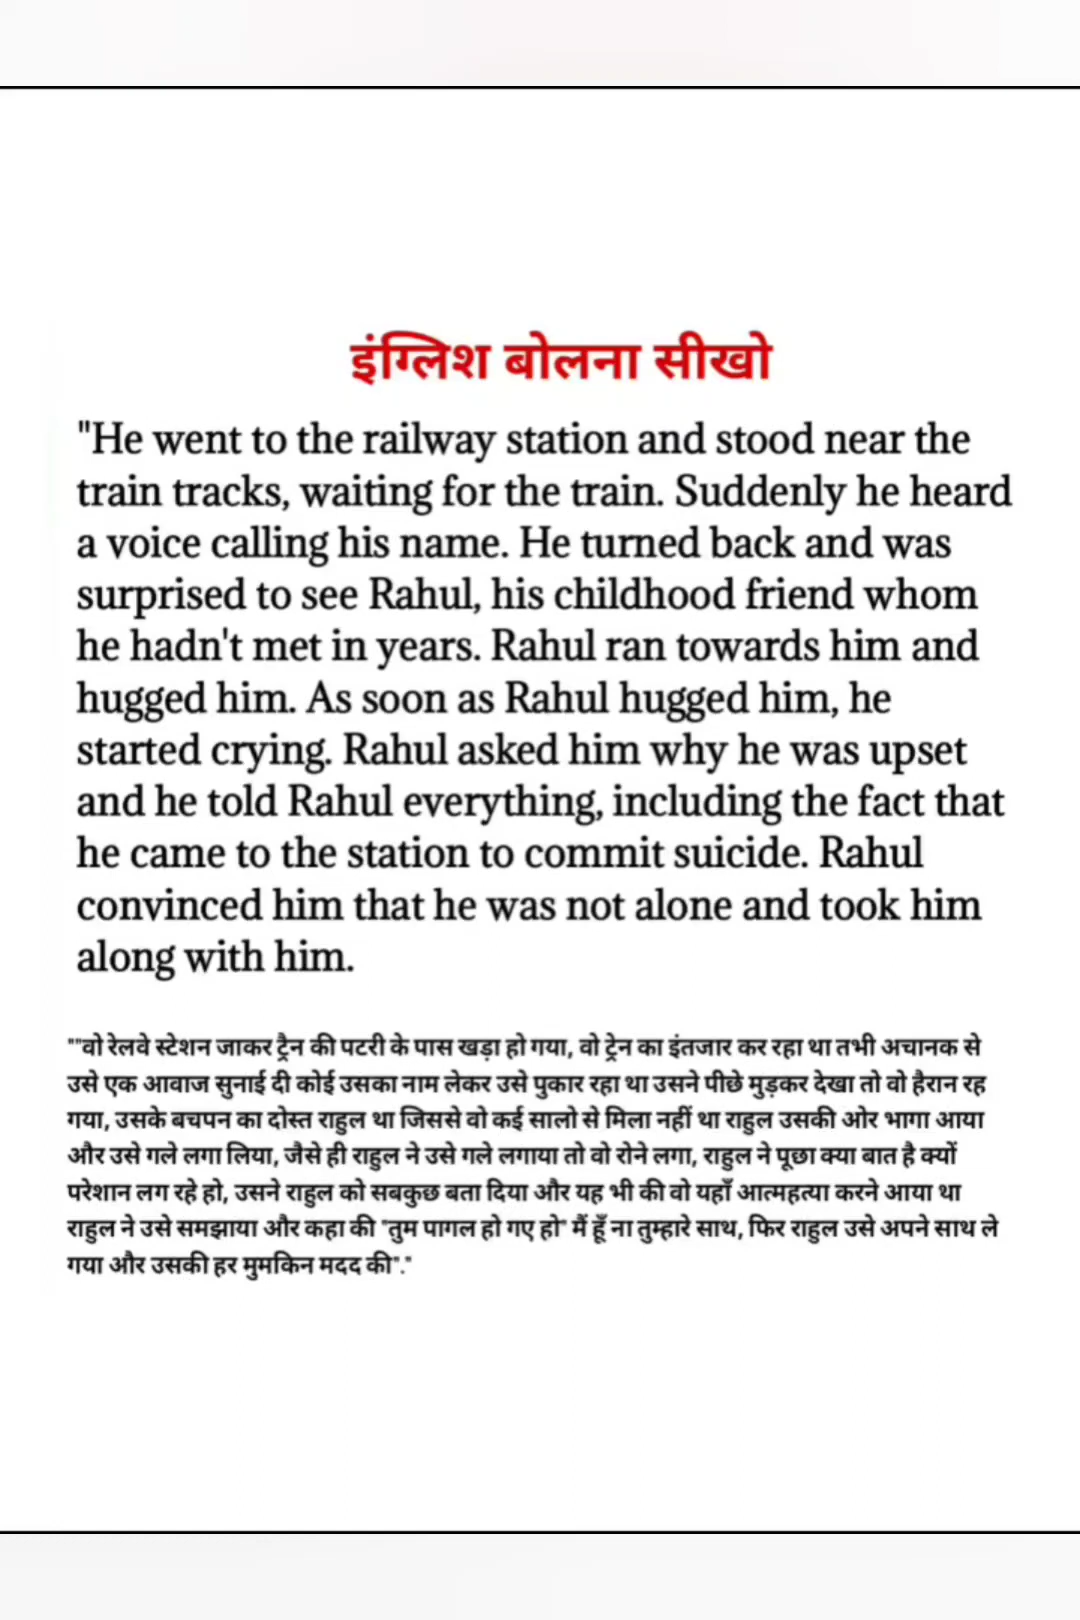 इंग्लिश बोलना सीखो
"He went to the railway station and stood near the
train tracks, waiting for the train. Suddenly he heard
a voice calling his name. He turned back and was
surprised to see Rahul, his childhood friend whom
he hadn't met in years. Rahul ran towards him and
hugged him. As soon as Rahul hugged him, he
started crying. Rahul asked him why he was upset
and he told Rahul everything, including the fact that
he came to the station to commit suicide. Rahul
convinced him that he was not alone and took him
along with him.
""वो रेलवे स्टेशन जाकर ट्रैन की पटरी के पास खड़ा हो गया, वो ट्रेन का इंतजार कर रहा था तभी अचानक से
उसे एक आवाज सुनाई दी कोई उसका नाम लेकर उसे पुकार रहा था उसने पीछे मुड़कर देखा तो वो हैरान रह
गया, उसके बचपन का दोस्त राहुल था जिससे वो कई सालो से मिला नहीं था राहुल उसकी ओर भागा आया
और उसे गले लगा लिया, जैसे ही राहुल ने उसे गले लगाया तो वो रोने लगा, राहुल ने पूछा क्या बात है क्यों
परेशान लग रहे हो, उसने राहुल को सबकुछ बता दिया और यह भी की वो यहाँ आत्महत्या करने आया था
राहुल ने उसे समझाया और कहा की "तुम पागल हो गए हो" मैं हूँ ना तुम्हारे साथ, फिर राहुल उसे अपने साथ ले
गया और उसकी हर मुमकिन मदद की"."